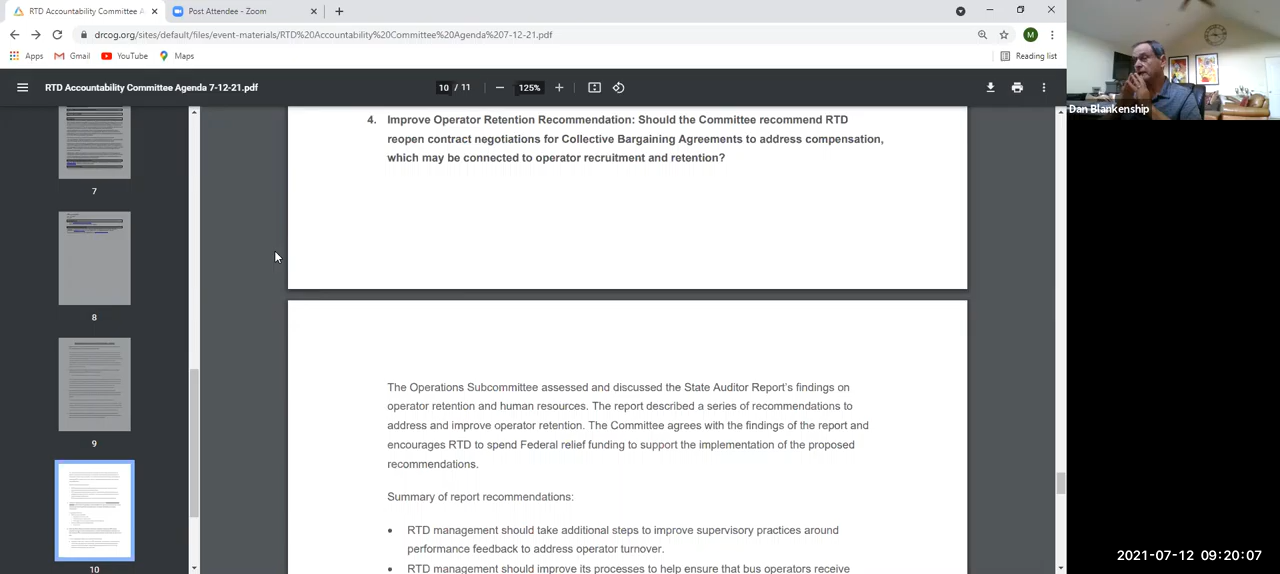 RTD Accountability Committee A
Post Attendee - Zoom
drcog.org/sites/default/files/event-materials/RTD%20Accountability%20Committee%20Agenda%207-12-21.pdf
M
Apps
Gmail
YouTube
Maps
Reading list
RTD Accountability Committee Agenda 7-12-21.pdf
10 / 11
125%
Dan Blankenship
7
8
9
10
4. Improve Operator Retention Recommendation: Should the Committee recommend RTD
reopen contract negotiations for Collective Bargaining Agreements to address compensation,
which may be connected to operator recruitment and retention?
The Operations Subcommittee assessed and discussed the State Auditor Report's findings on
operator retention and human resources. The report described a series of recommendations to
address and improve operator retention. The Committee agrees with the findings of the report and
encourages RTD to spend Federal relief funding to support the implementation of the proposed
recommendations.
Summary of report recommendations:
• RTD management should take additional steps to improve supervisory practices around
performance feedback to address operator turnover.
• RTD management should improve its processes to help ensure that bus operators receive
2021-07-12 09:20:07